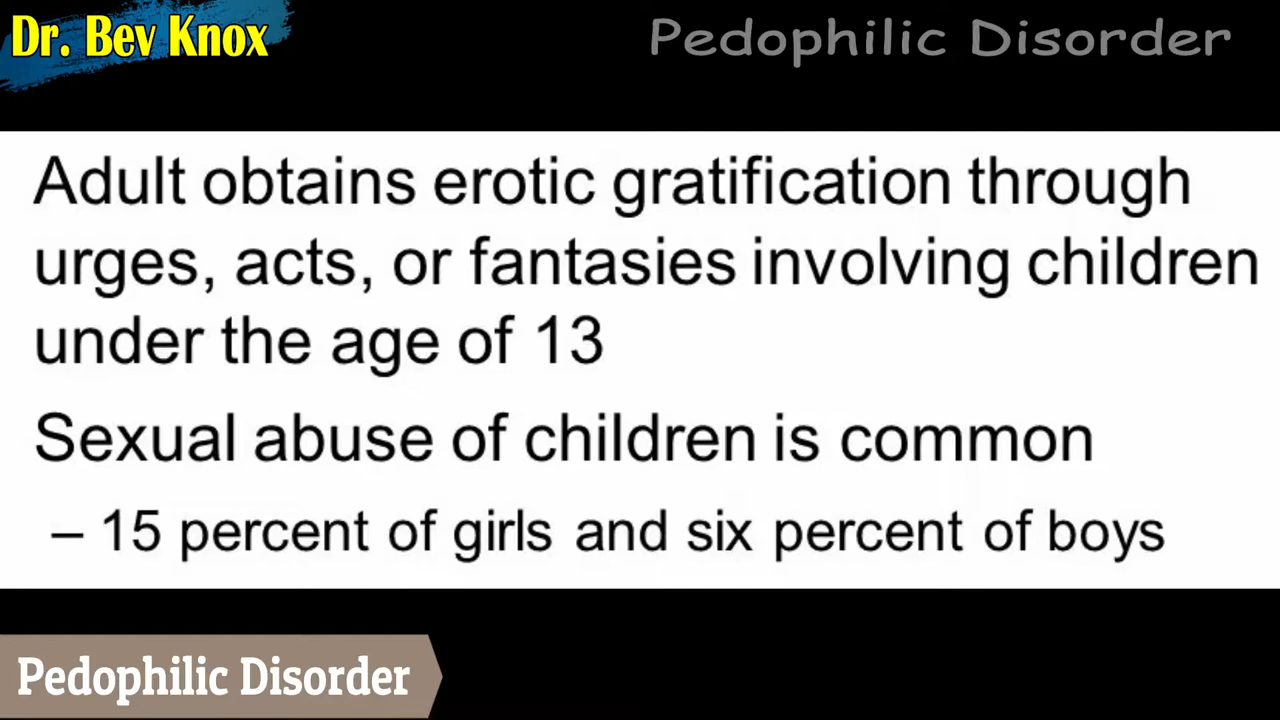 Dr. Bev Knox
Pedophilic Disorder
Adult obtains erotic gratification through
urges, acts, or fantasies involving children
under the age of 13
Sexual abuse of children is common
– 15 percent of girls and six percent of boys
Pedophilic Disorder